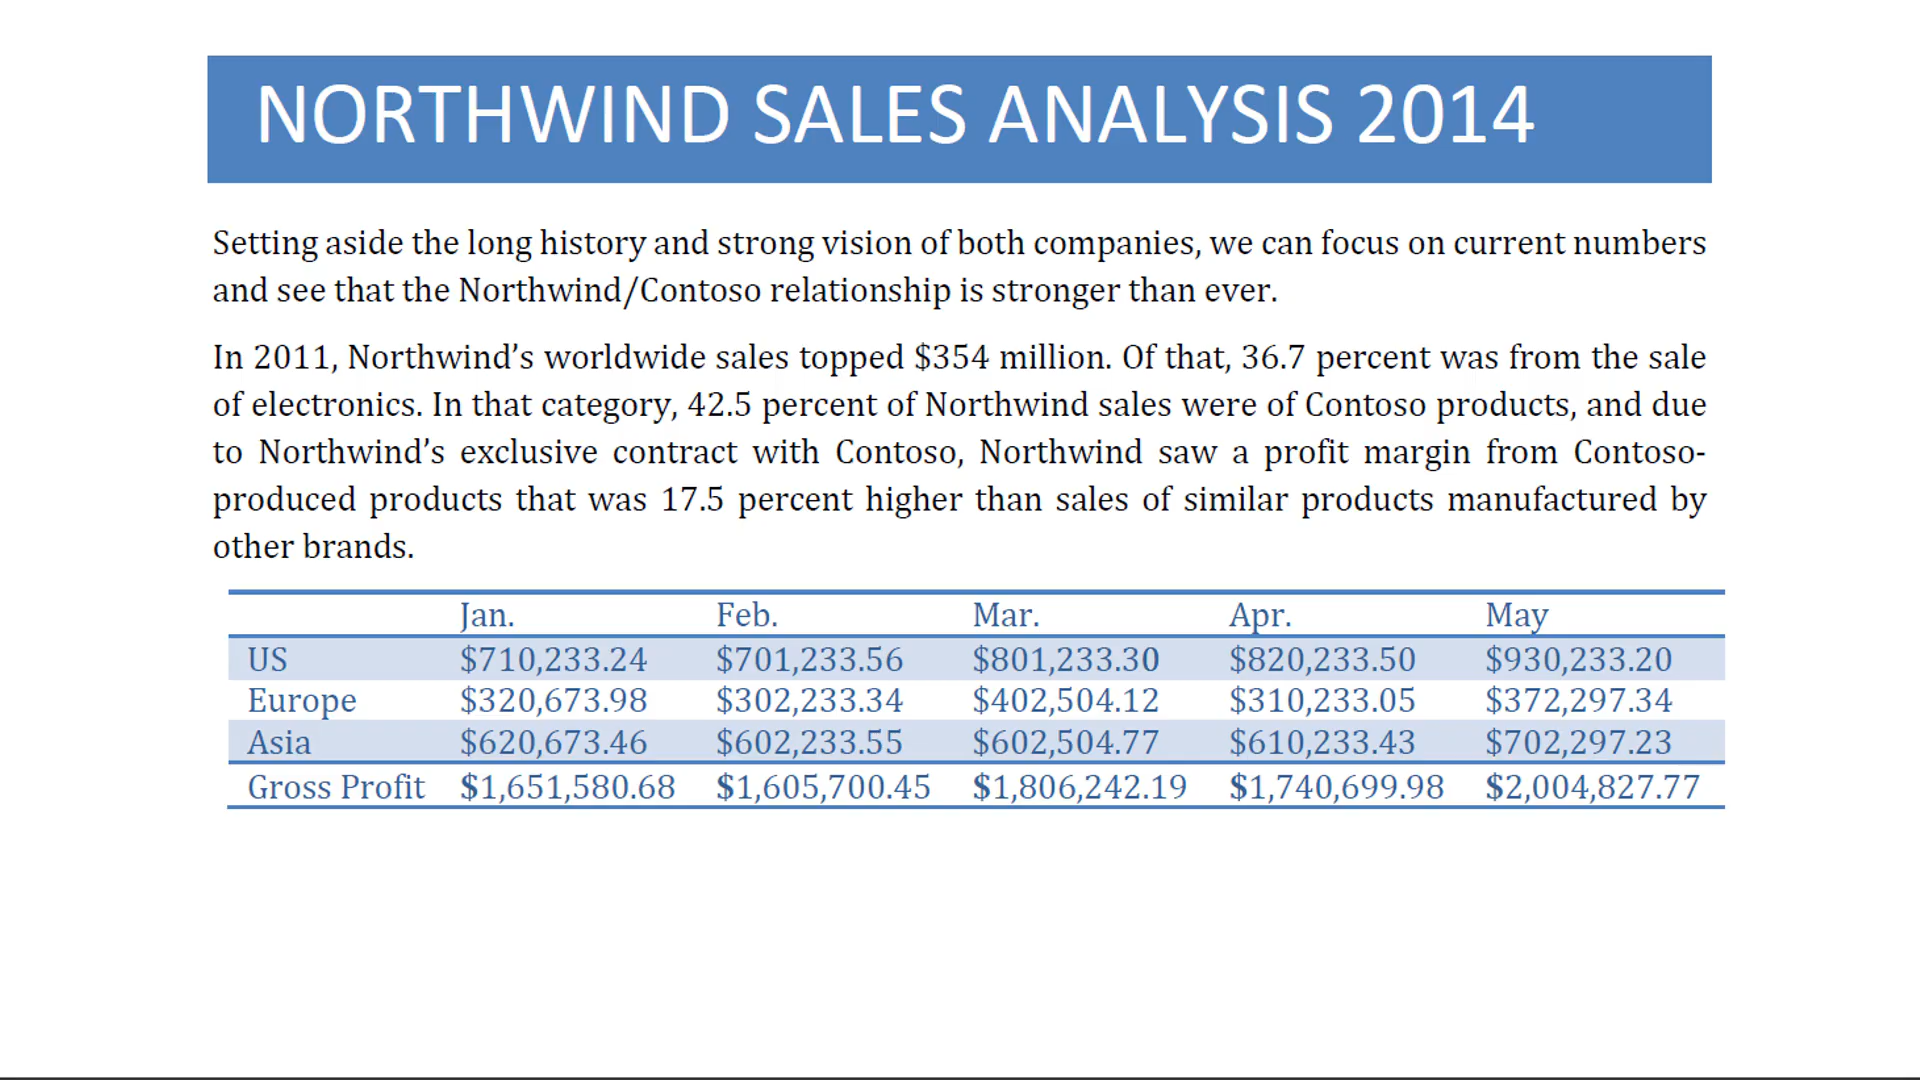 NORTHWIND SALES ANALYSIS 2014
Setting aside the long history and strong vision of both companies, we can focus on current numbers
and see that the Northwind/Contoso relationship is stronger than ever.
In 2011, Northwind’s worldwide sales topped $354 million. Of that, 36.7 percent was from the sale
of electronics. In that category, 42.5 percent of Northwind sales were of Contoso products, and due
to Northwind’s exclusive contract with Contoso, Northwind saw a profit margin from Contoso-
produced products that was 17.5 percent higher than sales of similar products manufactured by
other brands.
Jan. Feb. Mar. Apr. May
US $710,233.24 $701,233.56 $801,233.30 $820,233.50 $930,233.20
Europe $320,673.98 $302,233.34 $402,504.12 $310,233.05 $372,297.34
Asia $620,673.46 $602,233.55 $602,504.77 $610,233.43 $702,297.23
Gross Profit $1,651,580.68 $1,605,700.45 $1,806,242.19 $1,740,699.98 $2,004,827.77